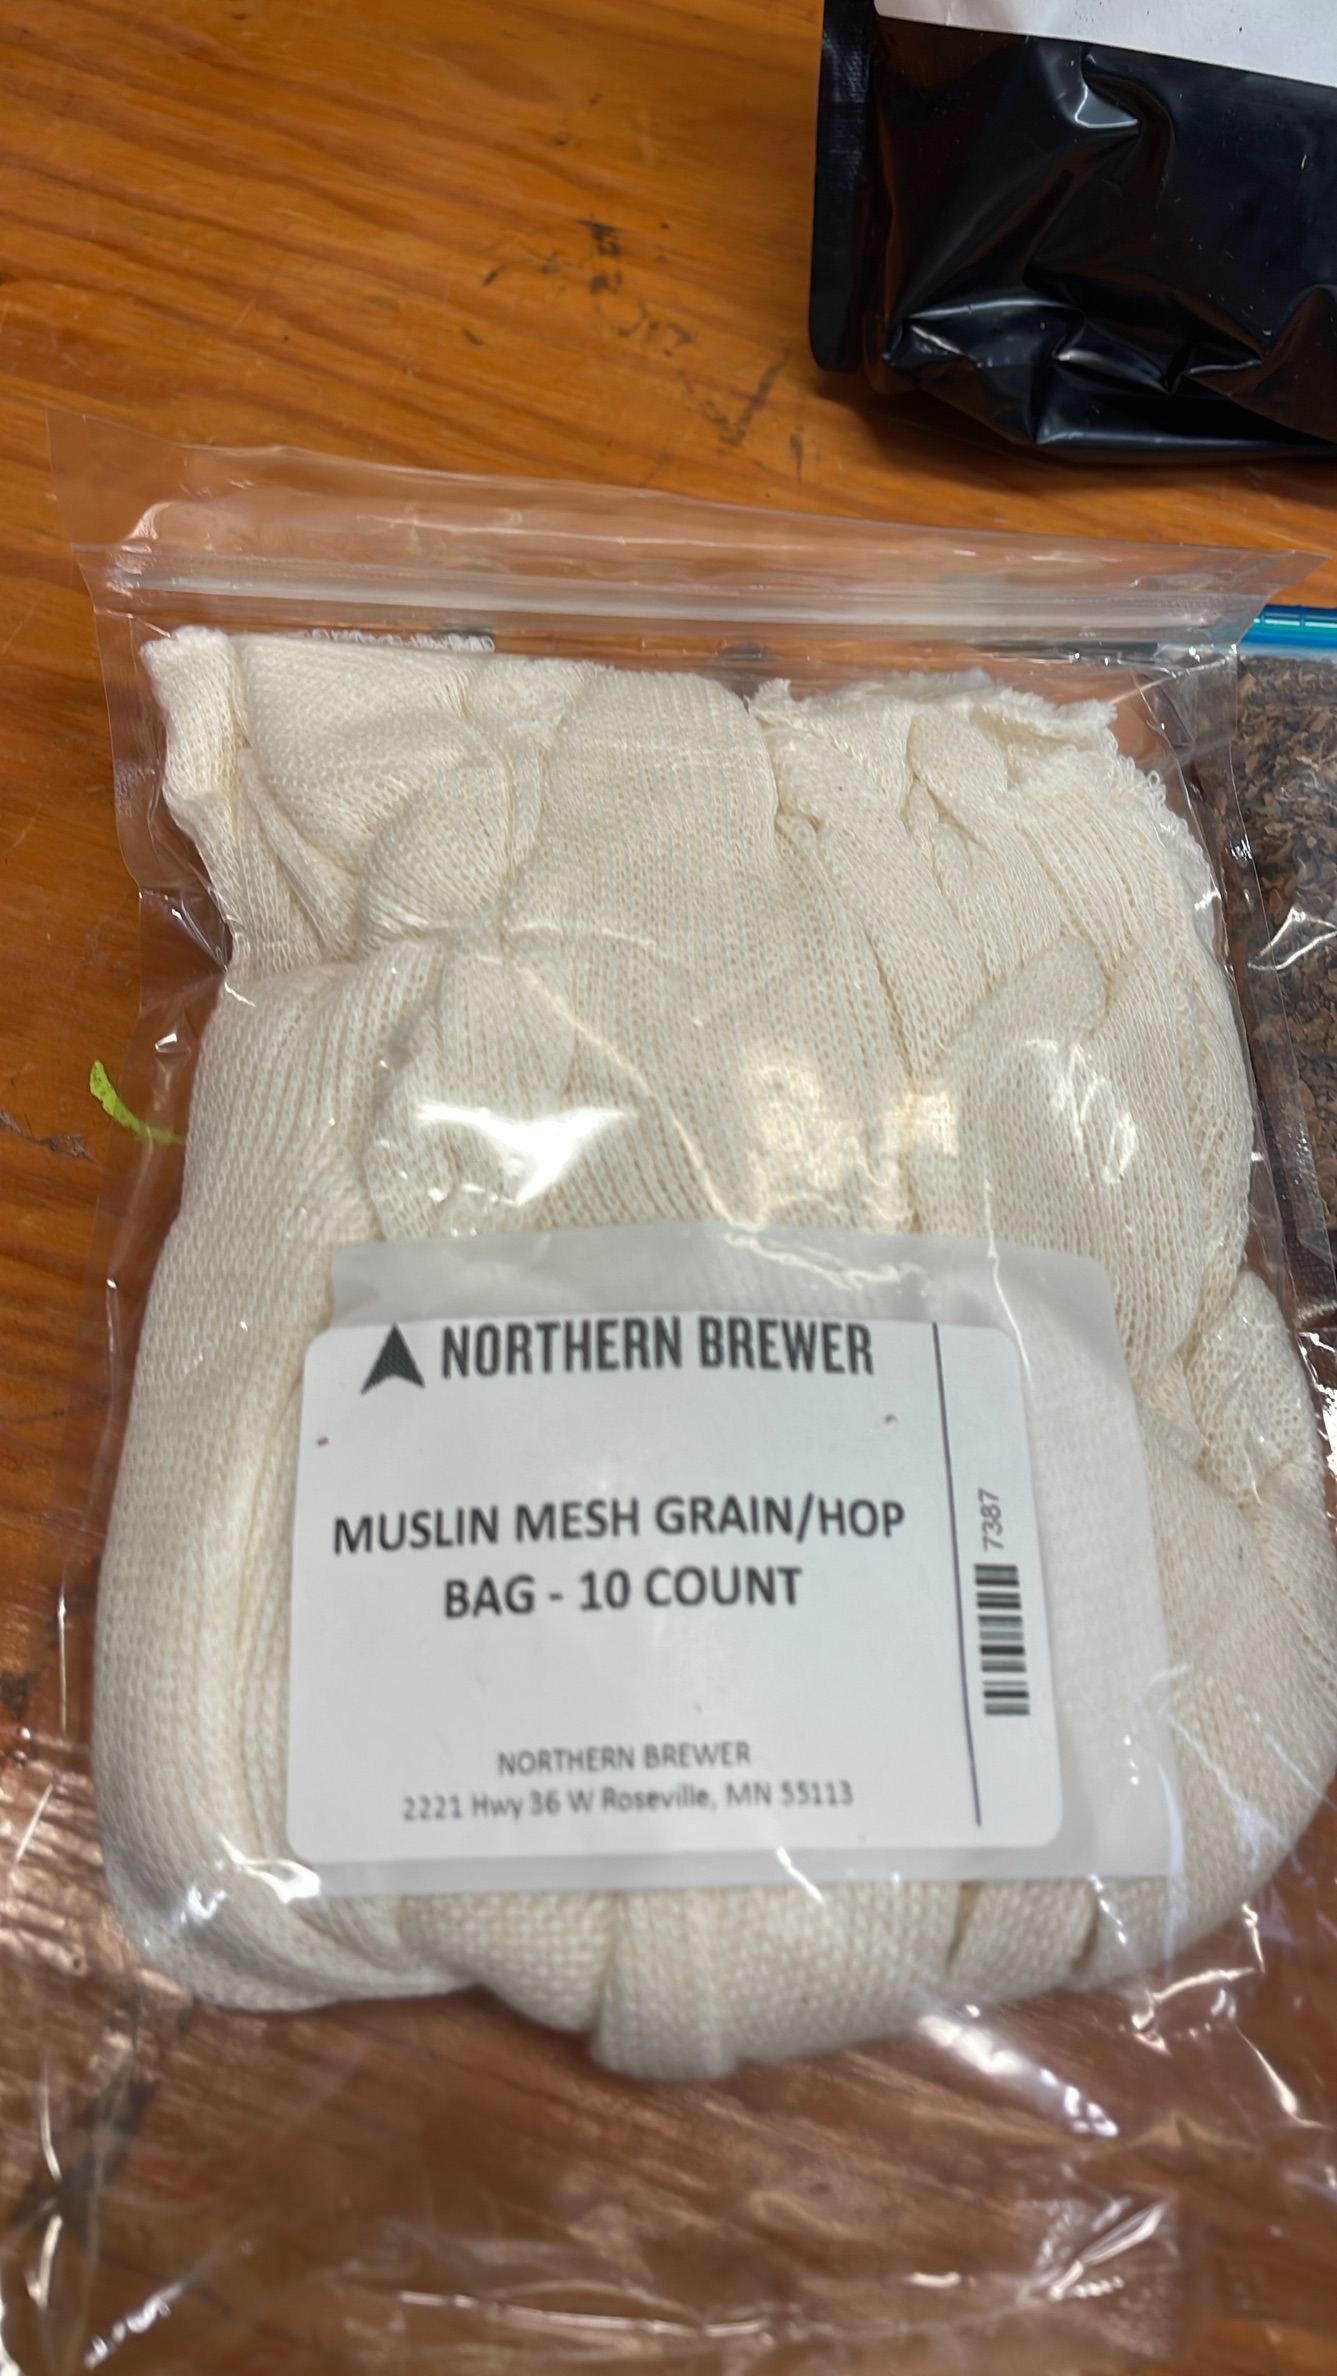 NORTHERN BREWER
MUSLIN MESH GRAIN/HOP
BAG - 10 COUNT
NORTHERN BREWER
2221 Hwy 36 W Roseville, MN 55113
7387